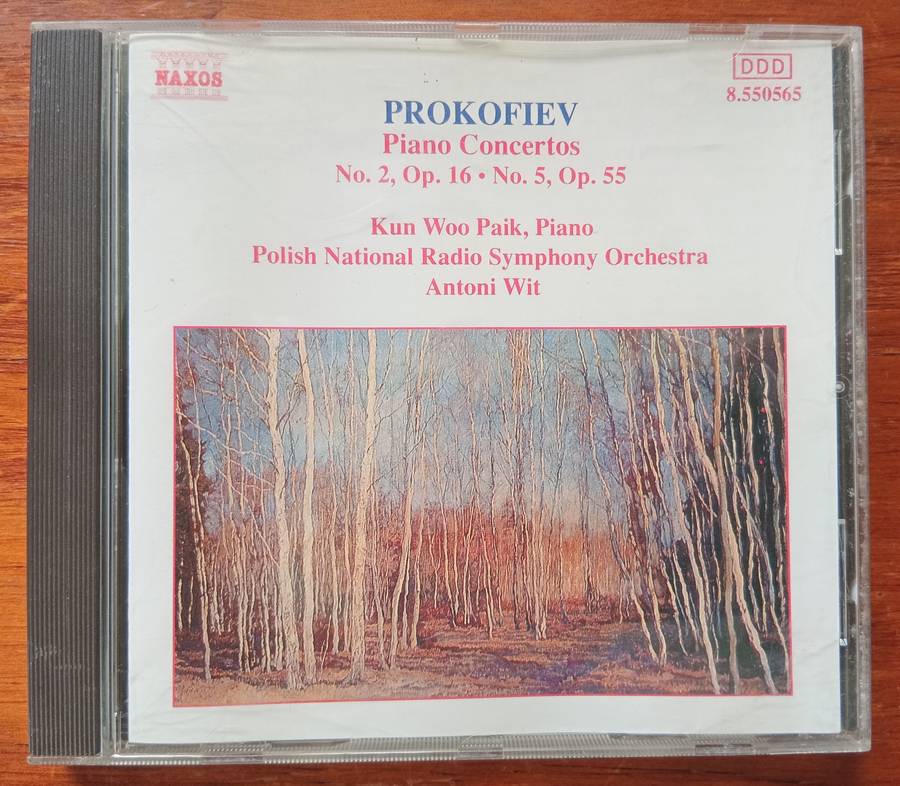 NAXOS
DDD
8.550565
PROKOFIEV
Piano Concertos
No. 2, Op. 16 • No. 5, Op. 55
Kun Woo Paik, Piano
Polish National Radio Symphony Orchestra
Antoni Wit